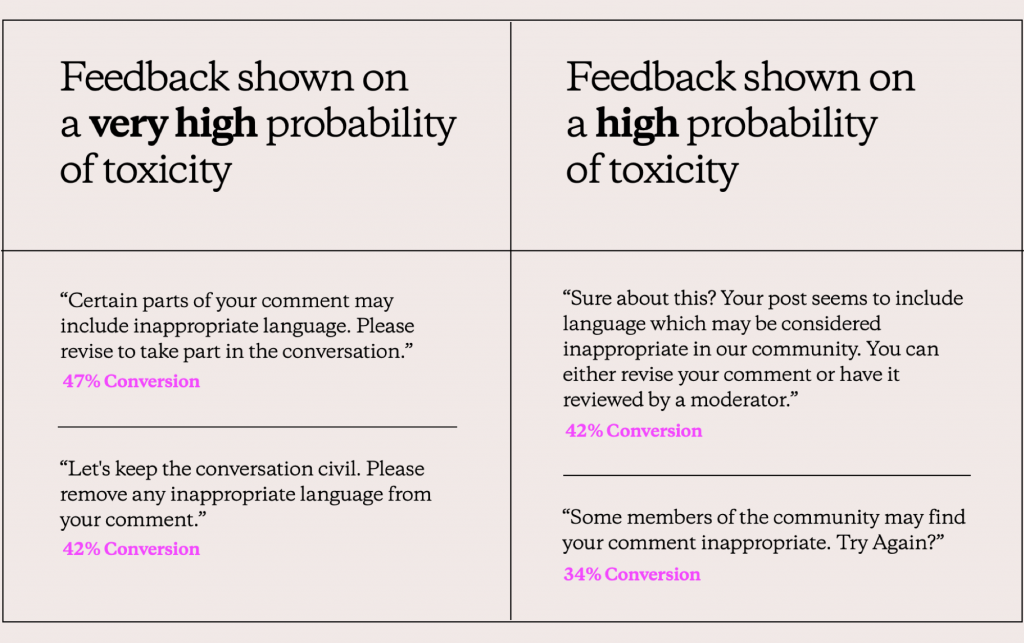 Feedback shown on
a very high probability
of toxicity
Feedback shown on
a high probability
of toxicity
“Certain parts of your comment may
include inappropriate language. Please
revise to take part in the conversation.”
47% Conversion
“Let's keep the conversation civil. Please
remove any inappropriate language from
your comment.”
42% Conversion
“Sure about this? Your post seems to include
language which may be considered
inappropriate in our community. You can
either revise your comment or have it
reviewed by a moderator.”
42% Conversion
“Some members of the community may find
your comment inappropriate. Try Again?”
34% Conversion